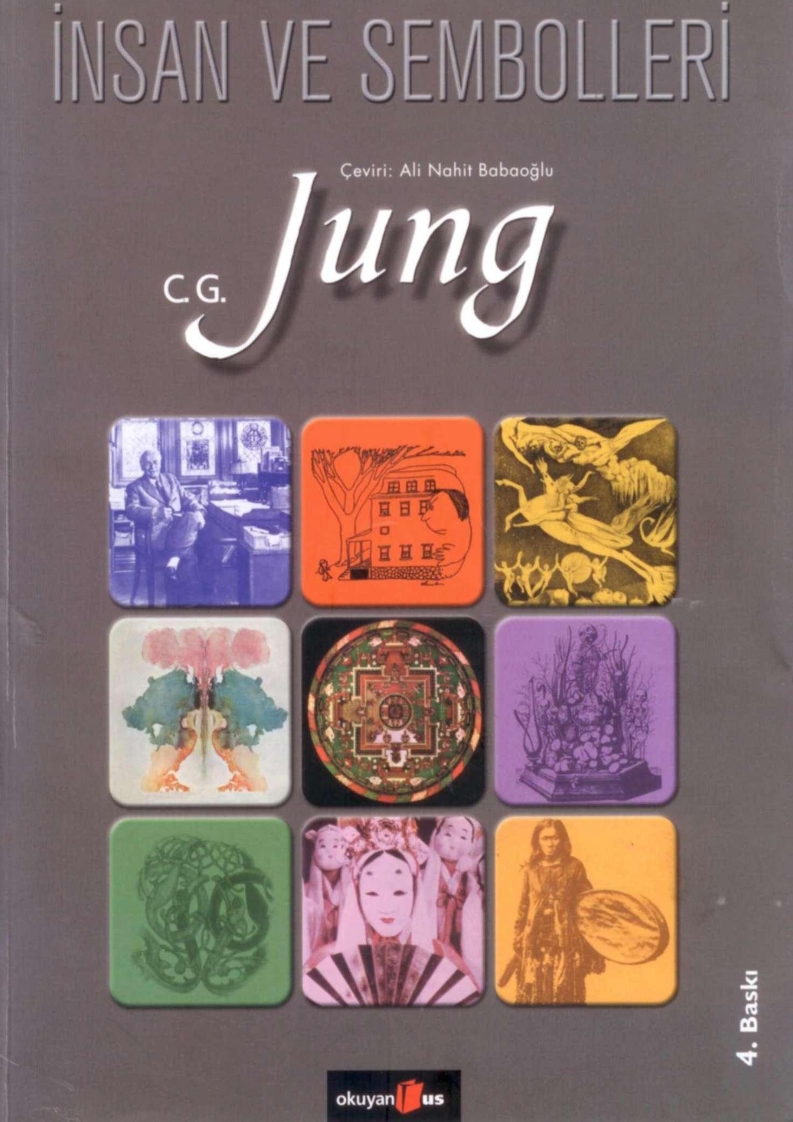 İNSAN VE SEMBOLLERİ
Çeviri: Ali Nahit Babaoğlu
C. G. Jung
4. Baskı
okuyan us